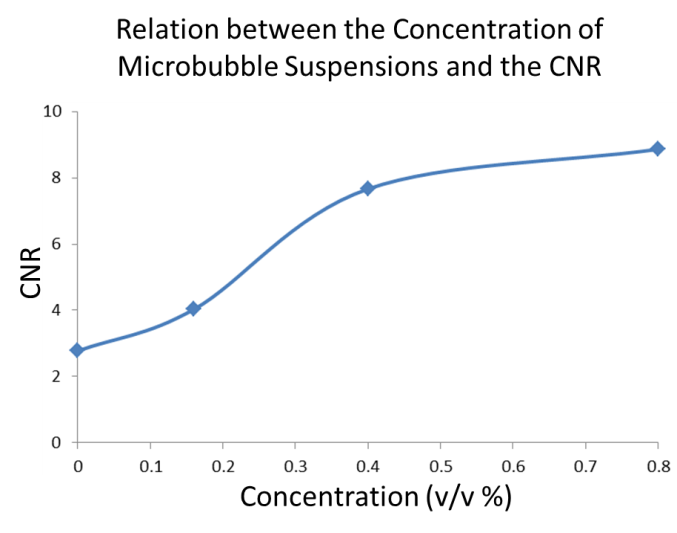 Relation between the Concentration of
Microbubble Suspensions and the CNR
10
8
6
4
2
0
CNR
0 0.1 0.2 0.3 0.4 0.5 0.6 0.7 0.8
Concentration (v/v %)